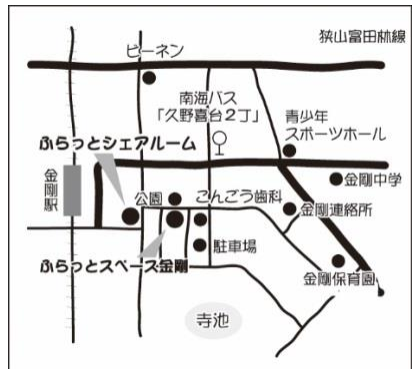 狭山富田林線
ピーネン
南海バス
「久野喜台2丁」
青少年
スポーツホール
ふらっとシェアルーム
金剛駅
公園
こんごう歯科
金剛中学
金剛連絡所
駐車場
ふらっとスペース金剛
金剛保育園
寺池